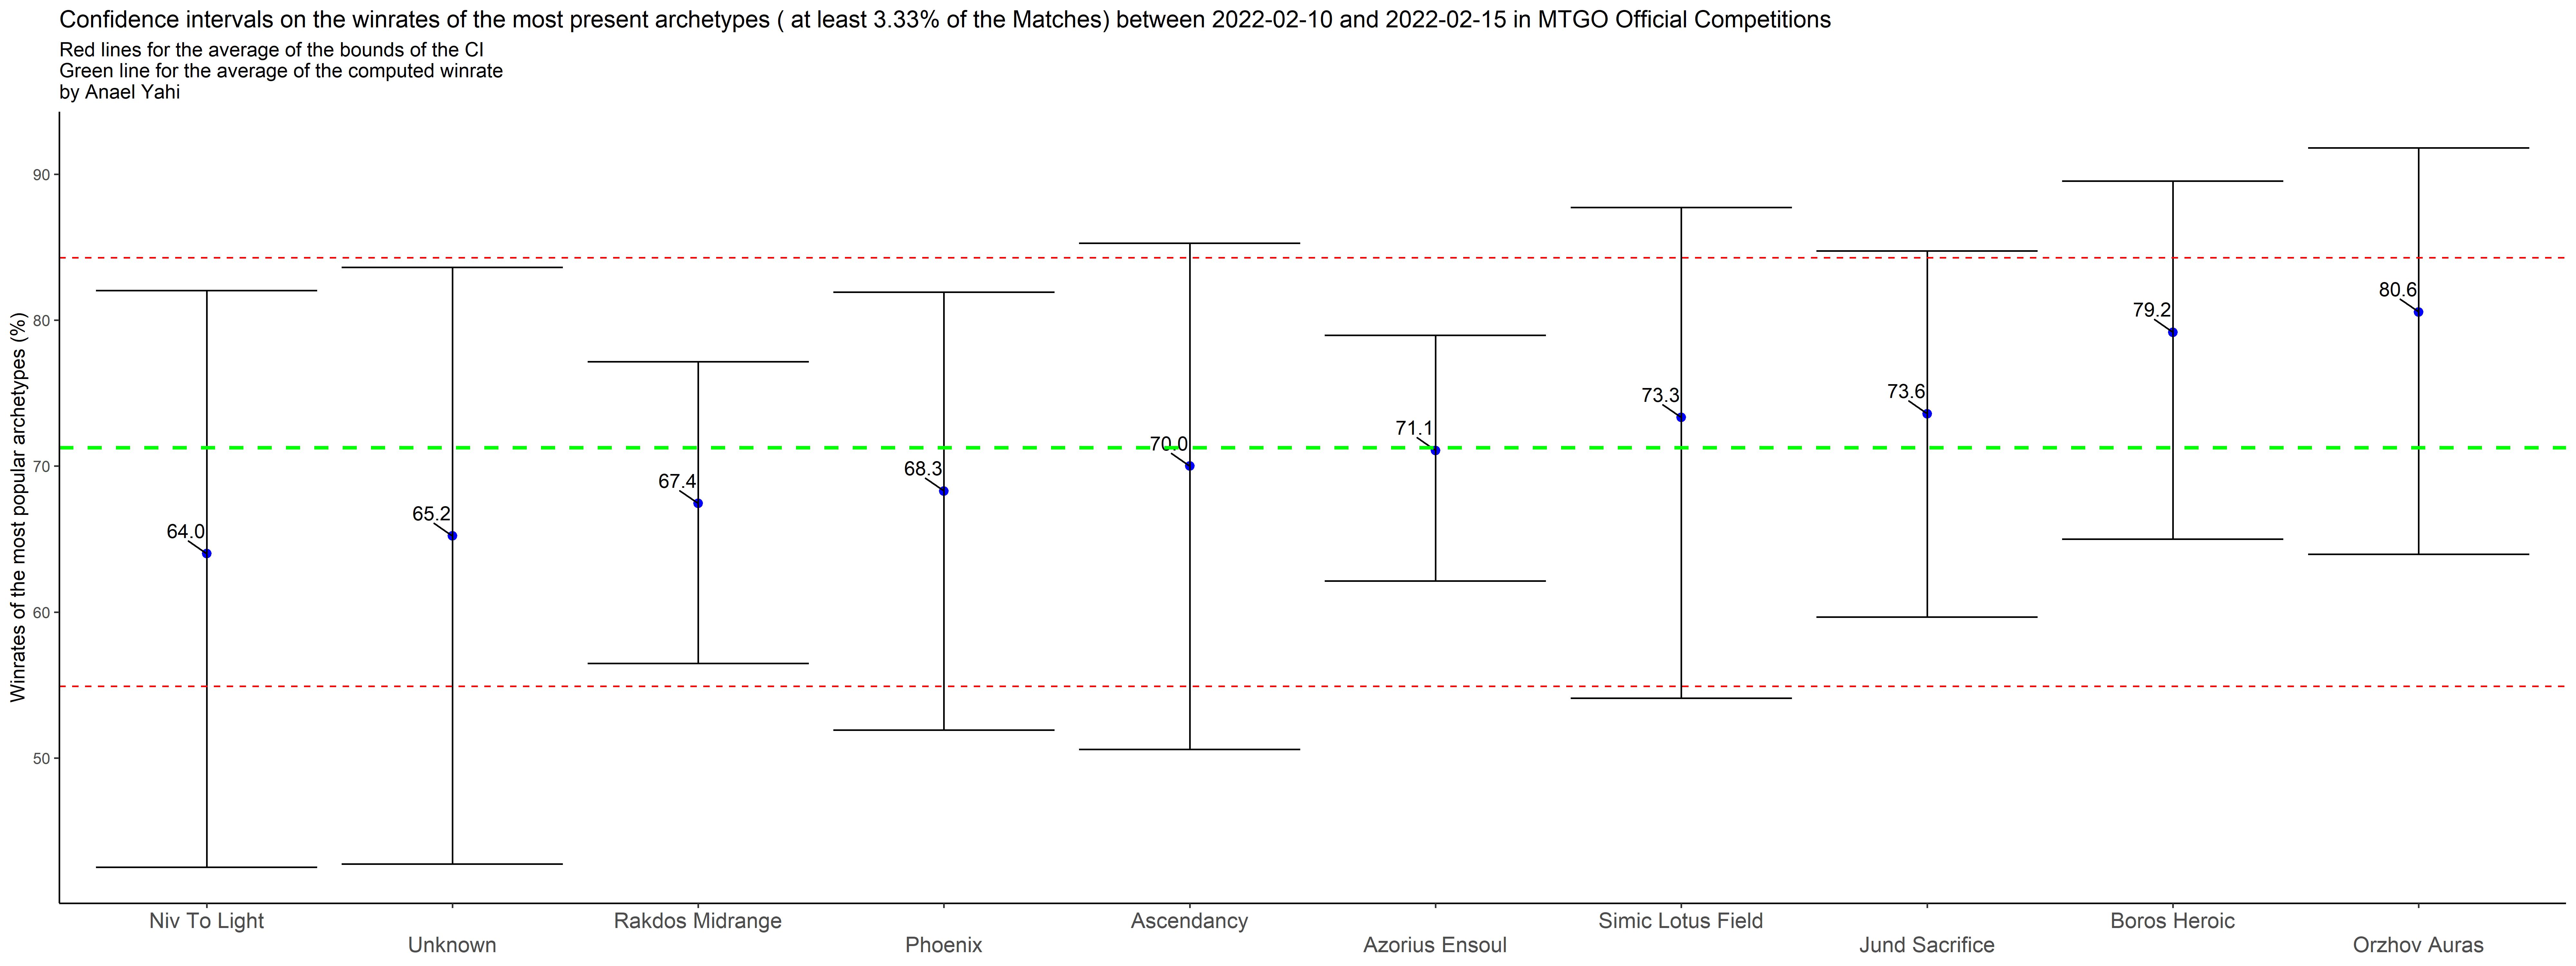 Confidence intervals on the winrates of the most present archetypes ( at least 3.33% of the Matches) between 2022-02-10 and 2022-02-15 in MTGO Official Competitions
Red lines for the average of the bounds of the CI
Green line for the average of the computed winrate
by Anael Yahi
Winrates of the most popular archetypes (%)
90
80
70
60
50
64.0
65.2
67.4
68.3
70.0
71.1
73.3
73.6
79.2
80.6
Niv To Light
Unknown
Rakdos Midrange
Phoenix
Ascendancy
Azorius Ensoul
Simic Lotus Field
Jund Sacrifice
Boros Heroic
Orzhov Auras